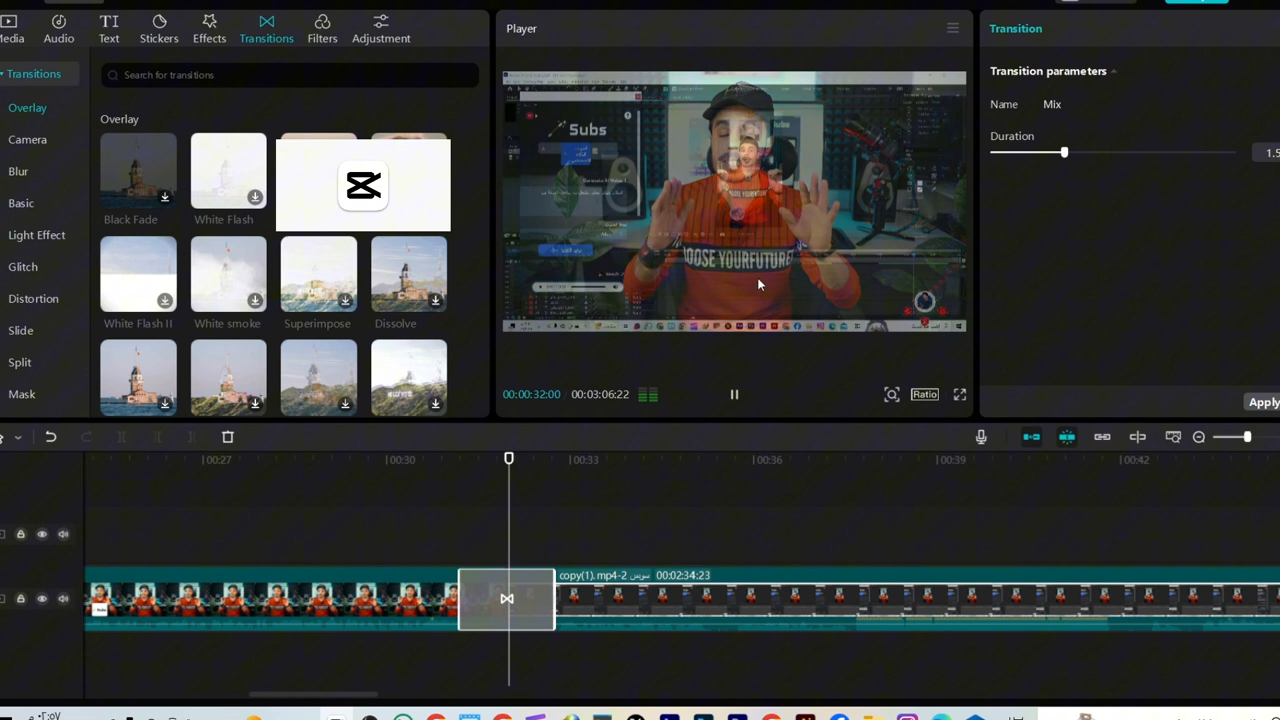 Media
Audio
Text
Stickers
Effects
Transitions
Filters
Adjustment
Transitions
Overlay
Camera
Blur
Basic
Light Effect
Glitch
Distortion
Slide
Split
Mask
Search for transitions
Overlay
Black Fade
White Flash
White Flash II
White smoke
Superimpose
Dissolve
Player
Subs
OOSE YOURFUTURE
00:00:32:00
00:03:06:22
Ratio
Transition
Transition parameters
Name
Mix
Duration
1.5
Apply
00:27
00:30
00:33
00:36
00:39
00:42
copy(1).mp4-2 سوبس 00:02:34:23